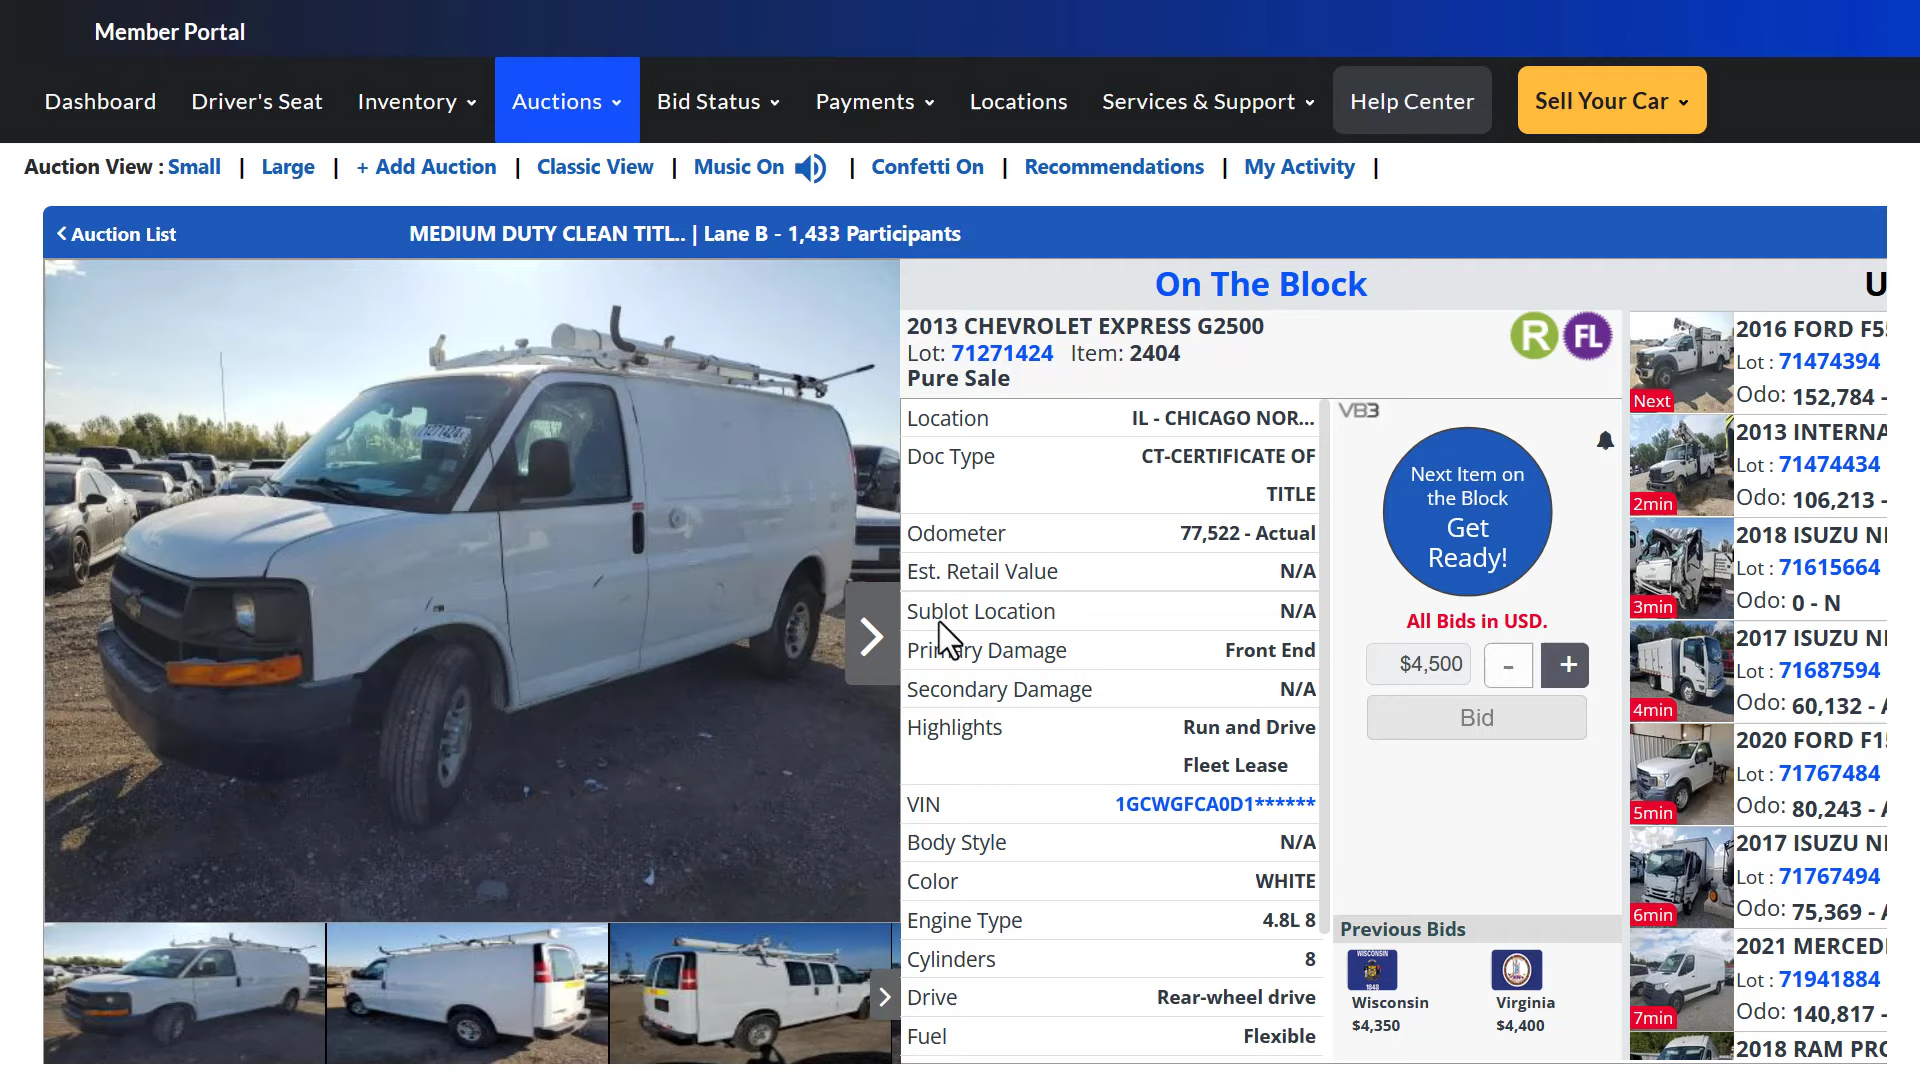 Member Portal
Dashboard Driver's Seat Inventory Auctions Bid Status Payments Locations Services & Support Help Center Sell Your Car
Auction View : Small | Large | + Add Auction | Classic View | Music On | Confetti On | Recommendations | My Activity |
Auction List MEDIUM DUTY CLEAN TITL.. | Lane B - 1,433 Participants
On The Block
U
2013 CHEVROLET EXPRESS G2500
Lot: 71271424 Item: 2404
Pure Sale
R FL
Location IL - CHICAGO NOR...
Doc Type CT-CERTIFICATE OF
TITLE
Odometer 77,522 - Actual
Est. Retail Value N/A
Sublot Location N/A
Primary Damage Front End
Secondary Damage N/A
Highlights Run and Drive
Fleet Lease
VIN 1GCWGFCA0D1******
Body Style N/A
Color WHITE
Engine Type 4.8L 8
Cylinders 8
Drive Rear-wheel drive
Fuel Flexible
VB3
Next Item on
the Block
Get
Ready!
All Bids in USD.
$4,500 - +
Bid
Previous Bids
WISCONSIN
1848
Wisconsin
$4,350
Virginia
$4,400
2016 FORD F5
Lot : 71474394
Odo: 152,784 -
Next
2013 INTERNA
Lot : 71474434
Odo: 106,213 -
2min
2018 ISUZU N
Lot : 71615664
Odo: 0 - N
3min
2017 ISUZU N
Lot : 71687594
Odo: 60,132 - A
4min
2020 FORD F1
Lot : 71767484
Odo: 80,243 - A
5min
2017 ISUZU N
Lot : 71767494
Odo: 75,369 - A
6min
2021 MERCED
Lot : 71941884
Odo: 140,817 -
7min
2018 RAM PRO